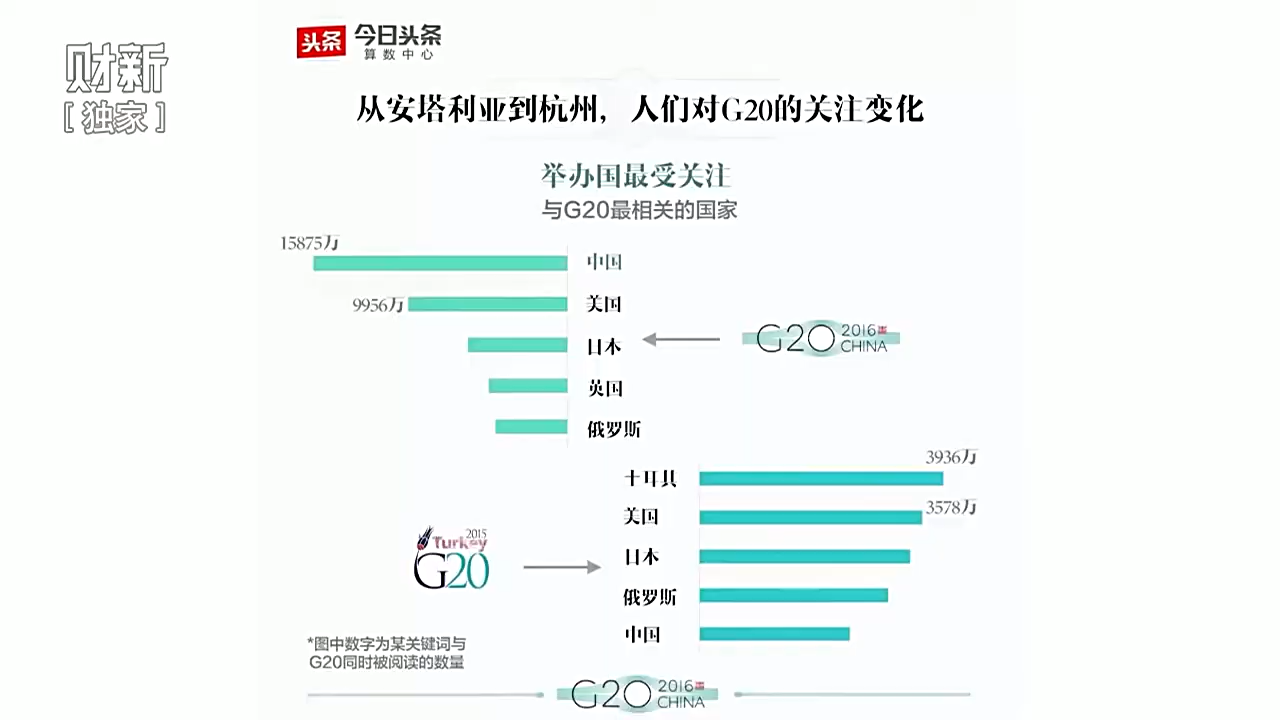 财新
[独家]
头条 今日头条
算数中心
从安塔利亚到杭州，人们对G20的关注变化
举办国最受关注
与G20最相关的国家
15875万
中国
9956万
美国
日本
英国
俄罗斯
G20 2016
CHINA
土耳其
3936万
美国
3578万
日本
俄罗斯
中国
2015
Turkey
G20
*图中数字为某关键词与
G20同时被阅读的数量
G20 2016
CHINA